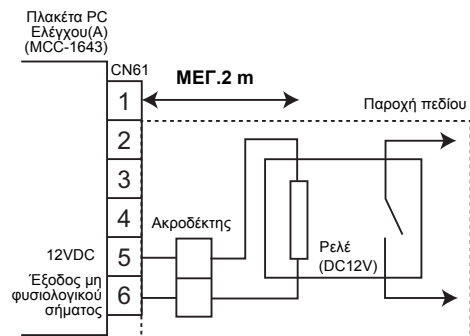 Πλακέτα PC
Ελέγχου(A)
(MCC-1643)
CN61
ΜΕΓ.2 m
Παροχή πεδίου
1
2
3
4
5
6
Ακροδέκτης
12VDC
Έξοδος μη
φυσιολογικού
σήματος
Ρελέ
(DC12V)